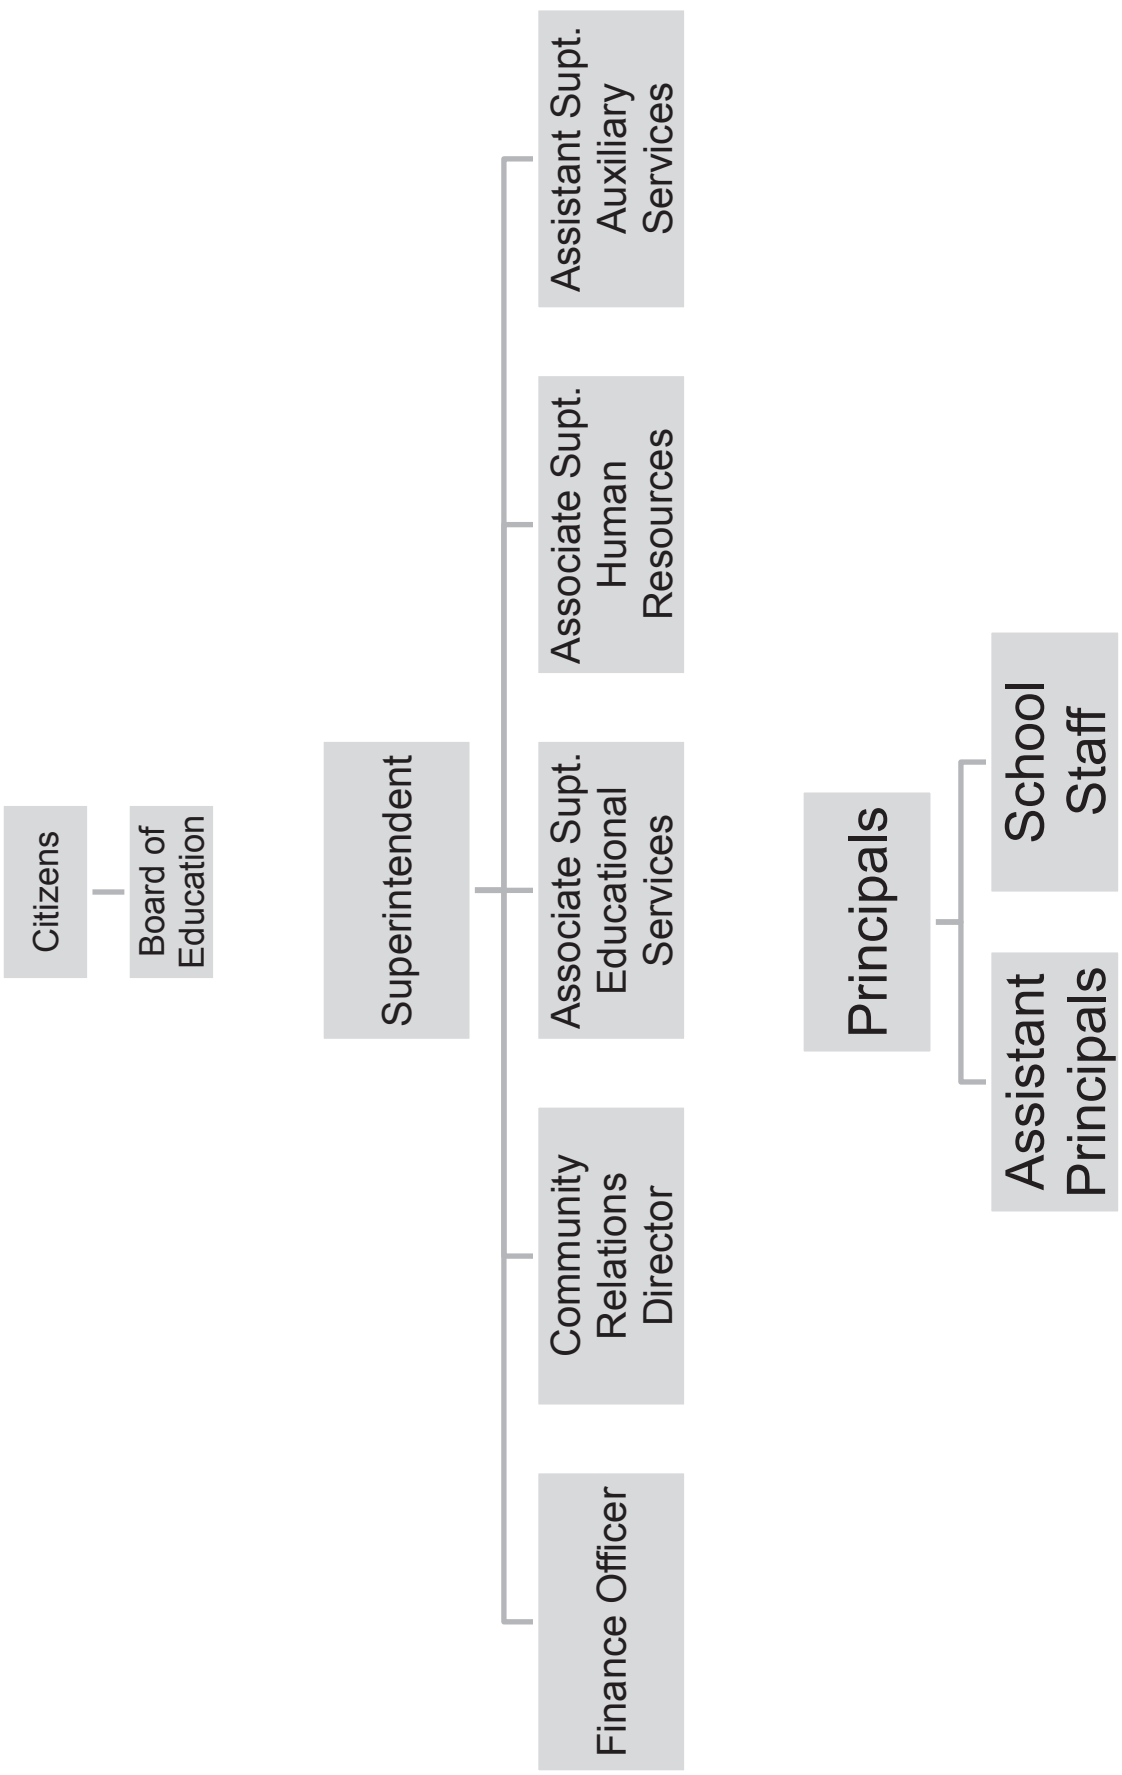 Citizens
Board of
Education
Superintendent
Finance Officer
Community
Relations
Director
Associate Supt.
Educational
Services
Associate Supt.
Human
Resources
Assistant Supt.
Auxiliary
Services
Principals
Assistant
Principals
School
Staff